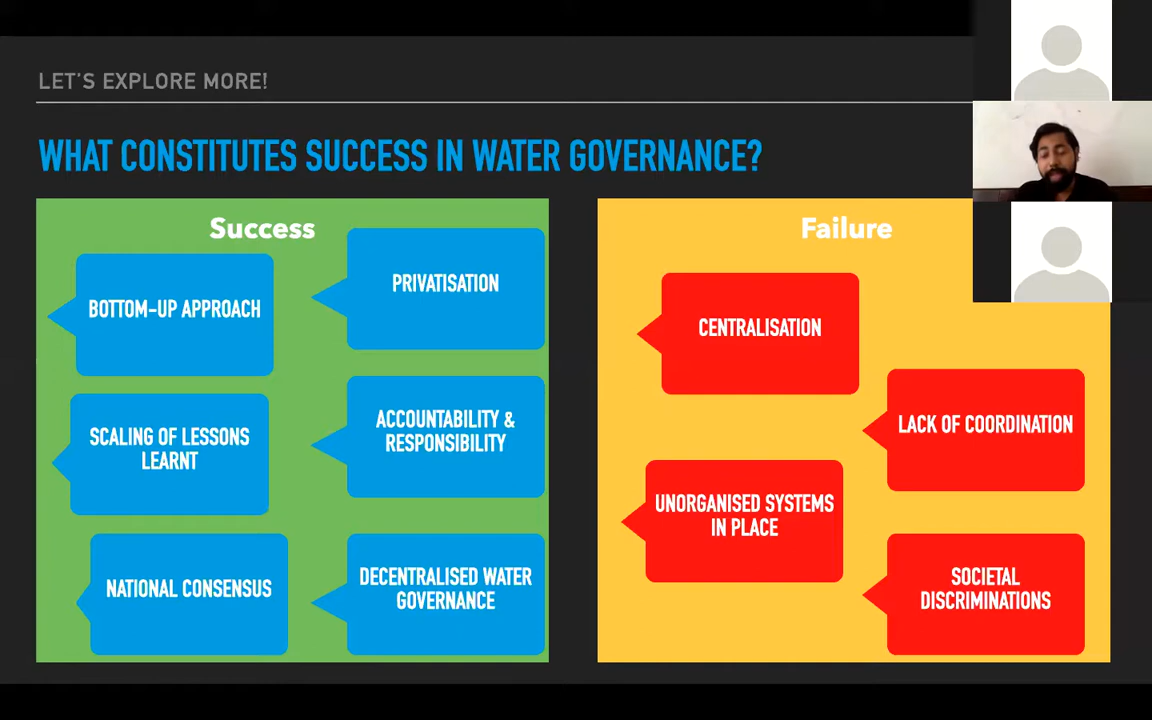 LET'S EXPLORE MORE!
WHAT CONSTITUTES SUCCESS IN WATER GOVERNANCE?
Success
BOTTOM-UP APPROACH
PRIVATISATION
SCALING OF LESSONS
LEARNT
ACCOUNTABILITY &
RESPONSIBILITY
NATIONAL CONSENSUS
DECENTRALISED WATER
GOVERNANCE
Failure
CENTRALISATION
LACK OF COORDINATION
UNORGANISED SYSTEMS
IN PLACE
SOCIETAL
DISCRIMINATIONS